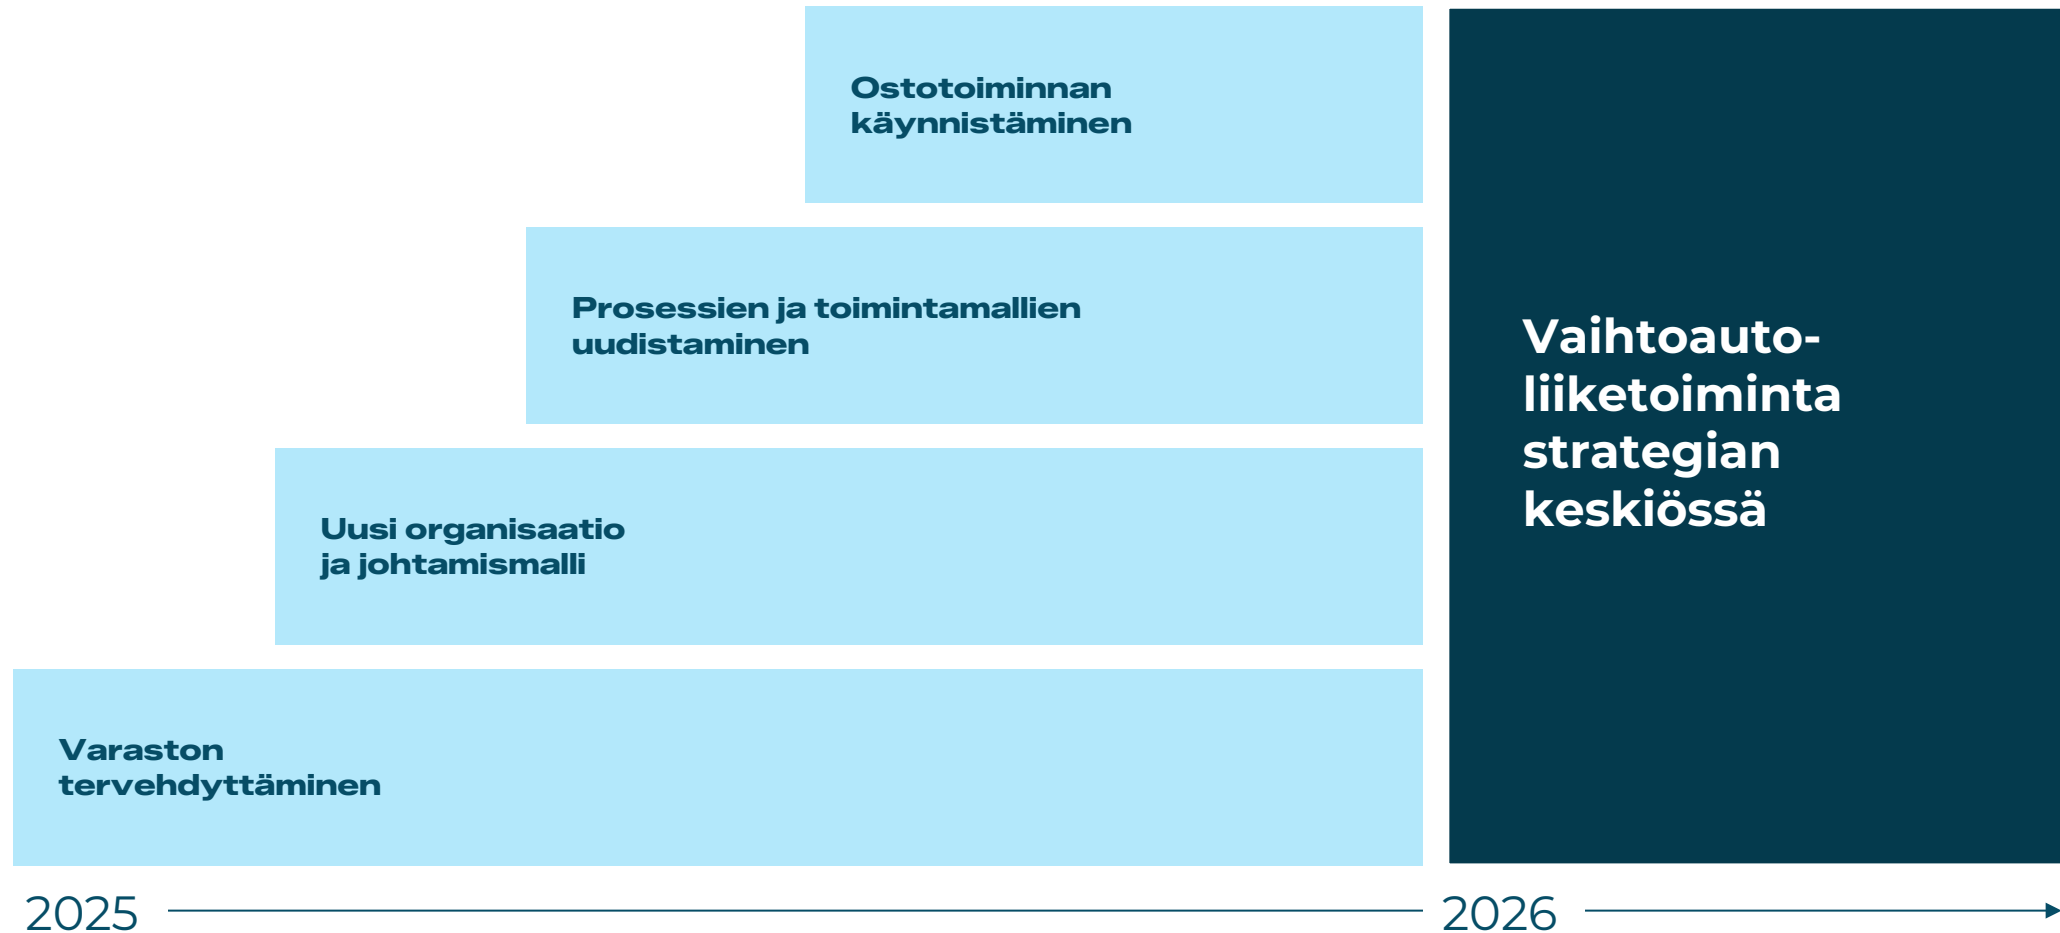 Ostotoiminnan
käynnistäminen
Prosessien ja toimintamallien
uudistaminen
Uusi organisaatio
ja johtamismalli
Varaston
tervehdyttäminen
Vaihtoauto-
liiketoiminta
strategian
keskiössä
2025
2026